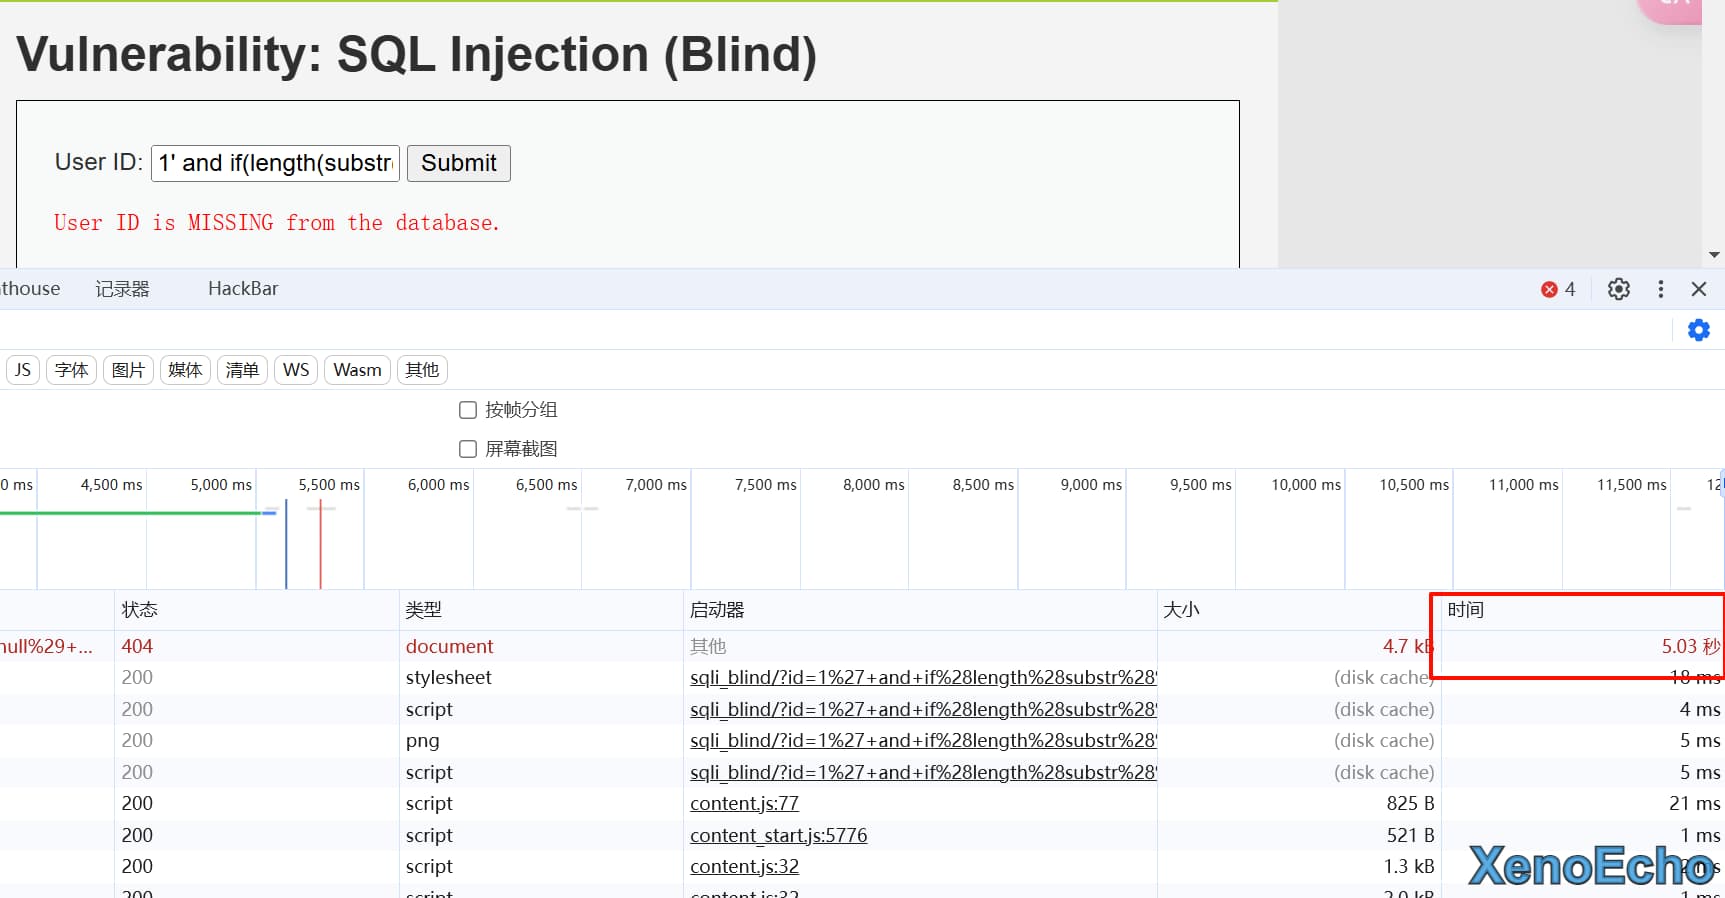 Vulnerability: SQL Injection (Blind)
User ID: 1' and if(length(substr( Submit
User ID is MISSING from the database.
thouse 记录器 HackBar 4
JS 字体 图片 媒体 清单 WS Wasm 其他
按帧分组
屏幕截图
0 ms 4,500 ms 5,000 ms 5,500 ms 6,000 ms 6,500 ms 7,000 ms 7,500 ms 8,000 ms 8,500 ms 9,000 ms 9,500 ms 10,000 ms 10,500 ms 11,000 ms 11,500 ms 12
状态 类型 启动器 大小 时间
null%29+... 404 document 其他 4.7 kB 5.03 秒
200 stylesheet sqli_blind/?id=1%27+and+if%28length%28substr%28 (disk cache) 18 ms
200 script sqli_blind/?id=1%27+and+if%28length%28substr%28 (disk cache) 4 ms
200 png sqli_blind/?id=1%27+and+if%28length%28substr%28 (disk cache) 5 ms
200 script sqli_blind/?id=1%27+and+if%28length%28substr%28 (disk cache) 5 ms
200 script content.js:77 825 B 21 ms
200 script content_start.js:5776 521 B 1 ms
200 script content.js:32 1.3 kB 2 ms
200 script content.js:32 2.0 kB 1 ms
XenoEcho